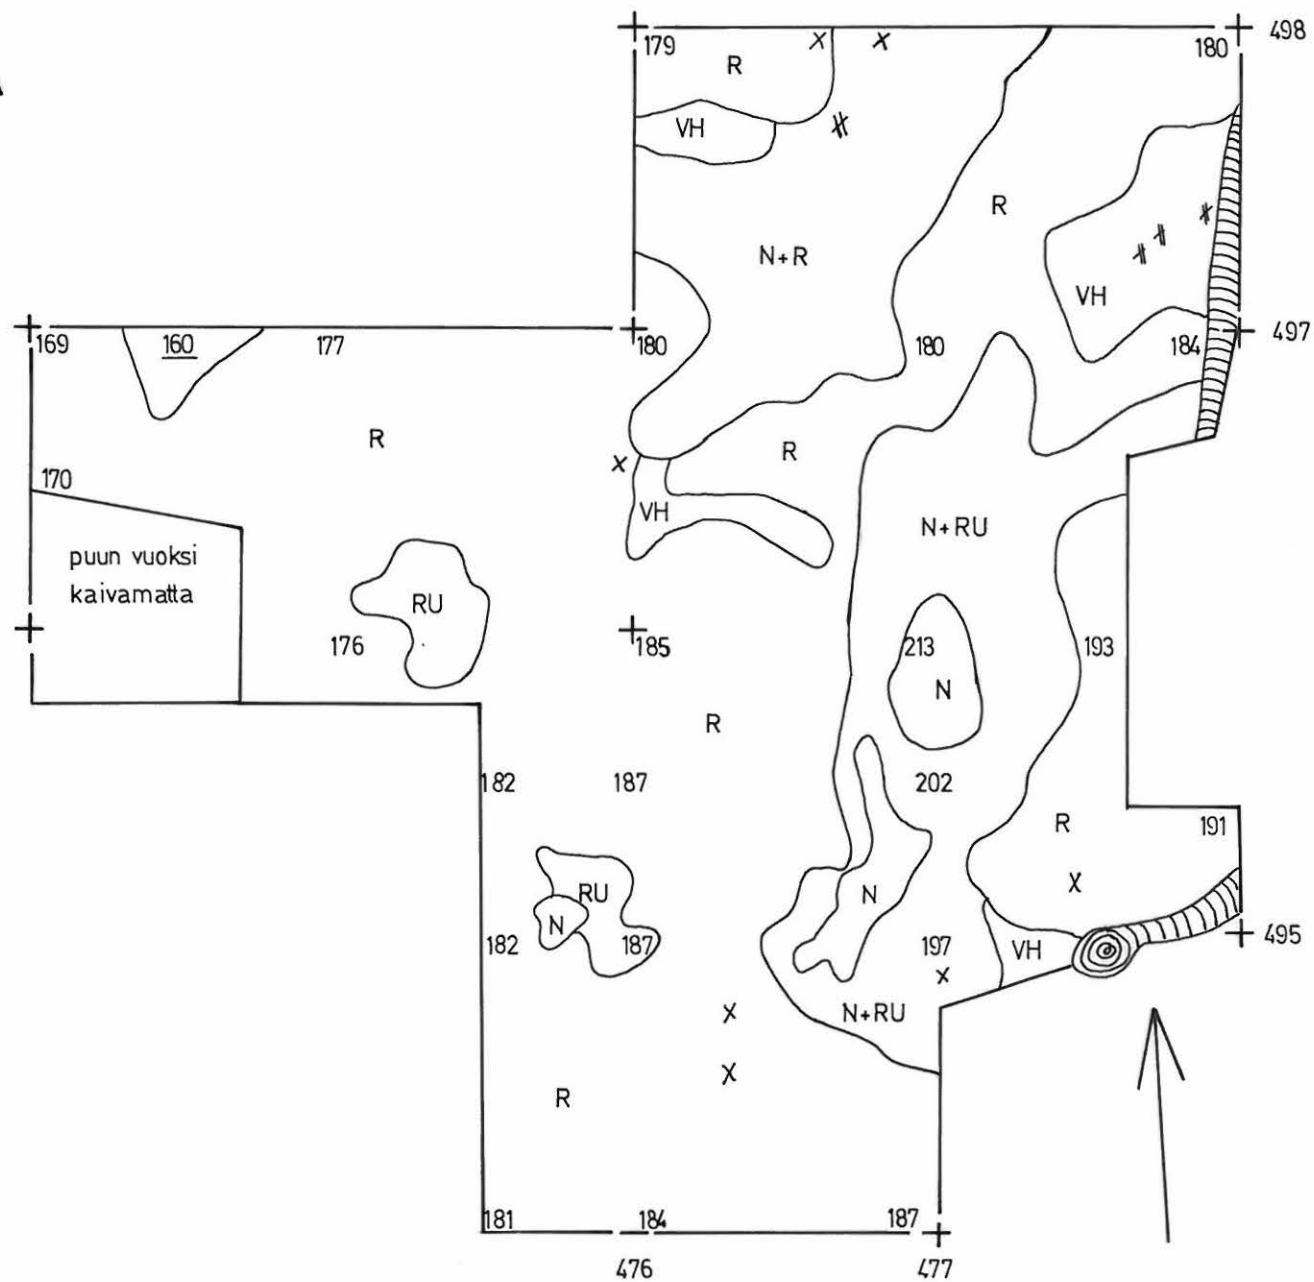 498
179
R
x
x
180
VH
#
R
N+R
VH
169
160
177
180
180
184
497
R
R
170
x
VH
N+RU
puun vuoksi
kaivamatta
RU
176
185
213
193
N
R
182
187
202
R
191
RU
N
x
N
182
187
197
VH
495
x
x
N+RU
x
R
181
184
187
476
477